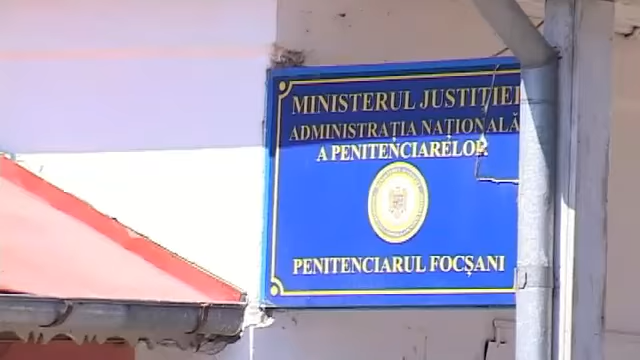 MINISTERUL JUSTIȚIEI
ADMINISTRAȚIA NAȚIONALĂ
A PENITENCIARELOR
PENITENCIARUL FOCȘANI